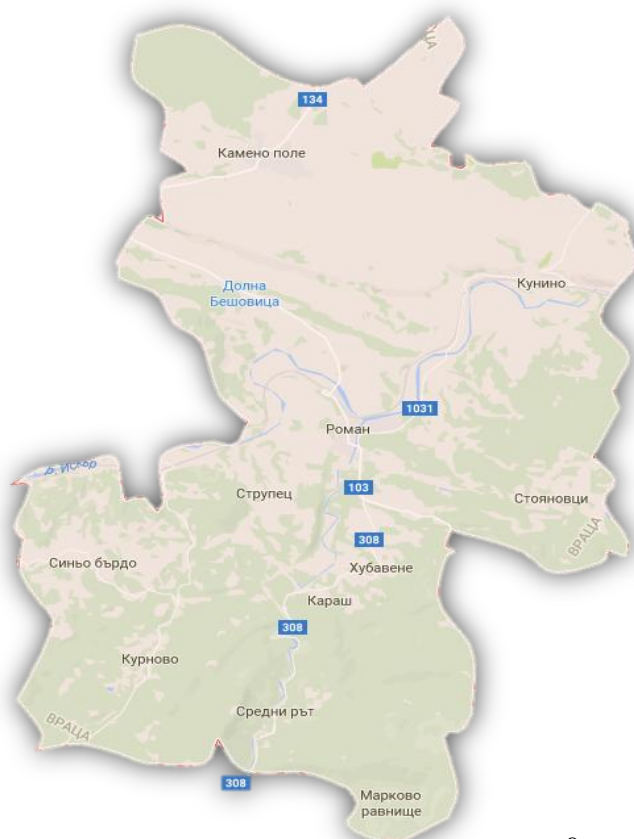 ВРАЦА
134
Камено поле
Долна
Бешовица
Кунино
1031
Роман
р. Искър
103
Струпец
Стояновци
308
ВРАЦА
Синьо бърдо
Хубавене
Караш
308
Курново
Средни рът
ВРАЦА
308
Марково
равнище